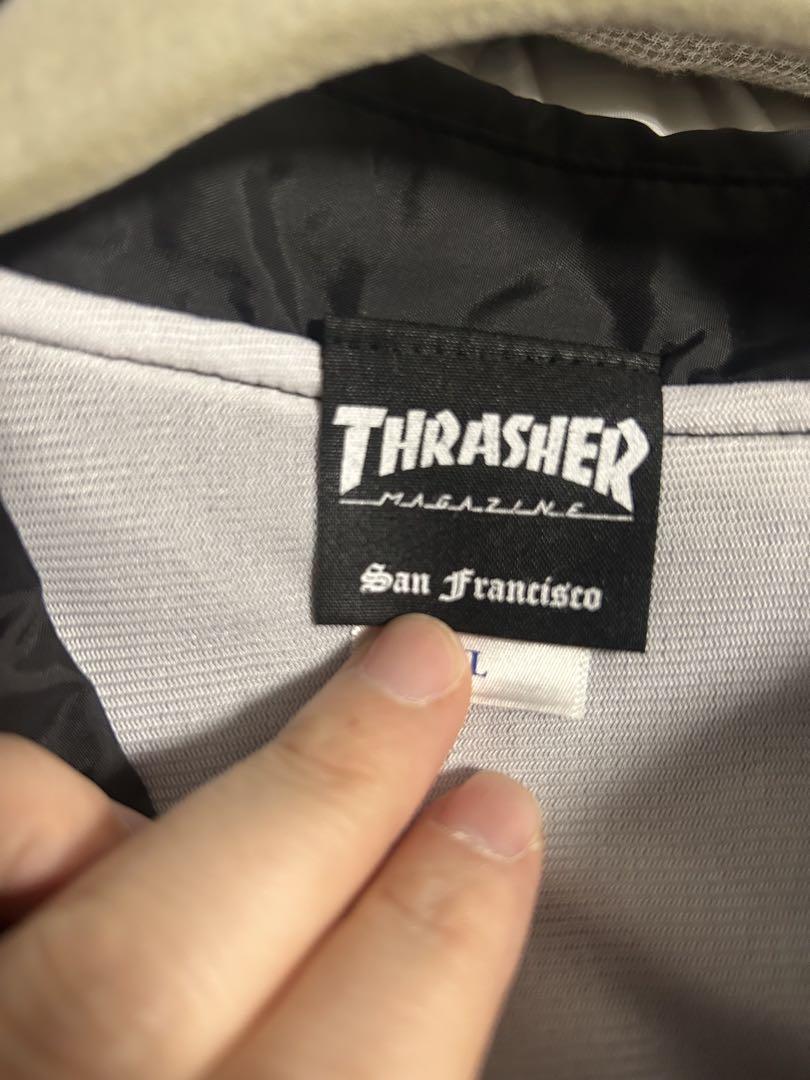 THRASHER
MAGAZINE
San Francisco
L